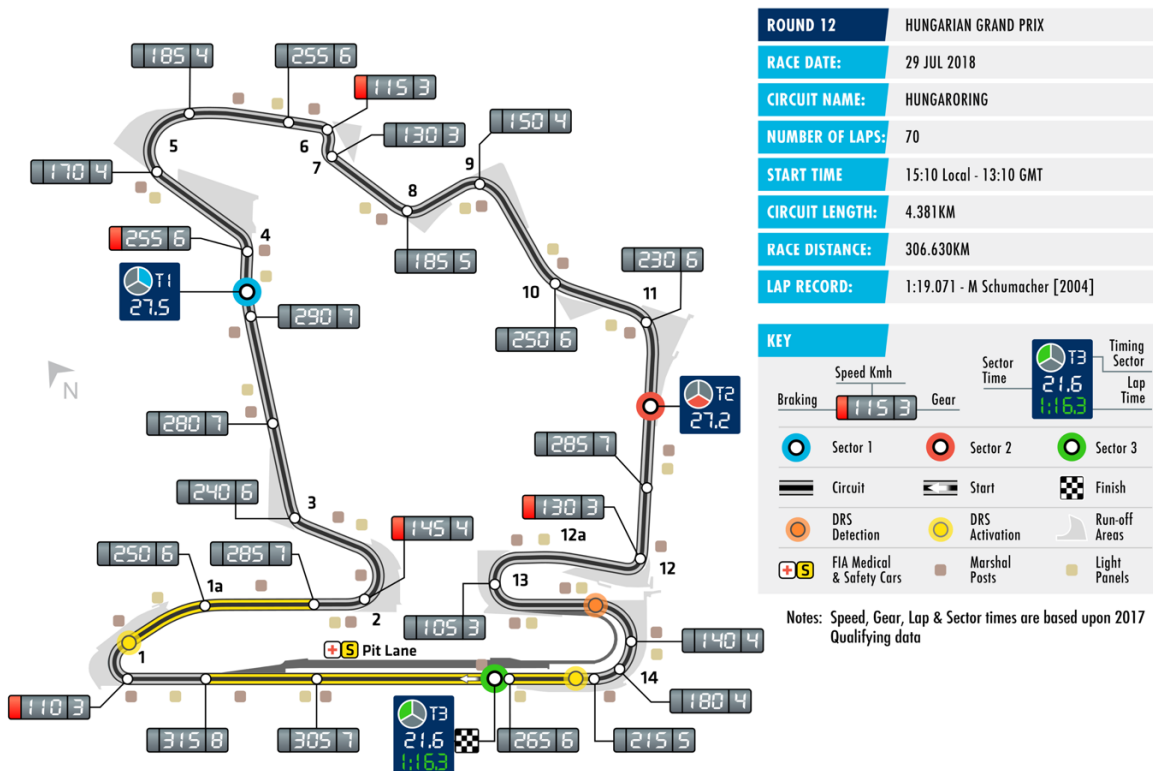 185 4
255 6
115 3
130 3
150 4
5
6
7
9
170 4
8
255 6
4
185 5
230 6
T1
27.5
10
11
290 7
250 6
N
T2
27.2
280 7
285 7
240 6
3
145 4
130 3
12a
250 6
285 7
1a
13
12
2
105 3
1
S Pit Lane
140 4
14
110 3
180 4
T3
21.6
1:16.3
315 8
305 7
265 6
215 5
ROUND 12 HUNGARIAN GRAND PRIX
RACE DATE: 29 JUL 2018
CIRCUIT NAME: HUNGARORING
NUMBER OF LAPS: 70
START TIME 15:10 Local - 13:10 GMT
CIRCUIT LENGTH: 4.381KM
RACE DISTANCE: 306.630KM
LAP RECORD: 1:19.071 - M Schumacher [2004]
KEY
Speed Kmh
Braking 115 3 Gear
Sector
Time
T3
21.6
1:16.3
Timing
Sector
Lap
Time
Sector 1 Sector 2 Sector 3
Circuit Start Finish
DRS
Detection
DRS
Activation
Run-off
Areas
S FIA Medical
& Safety Cars
Marshal
Posts
Light
Panels
Notes: Speed, Gear, Lap & Sector times are based upon 2017
Qualifying data